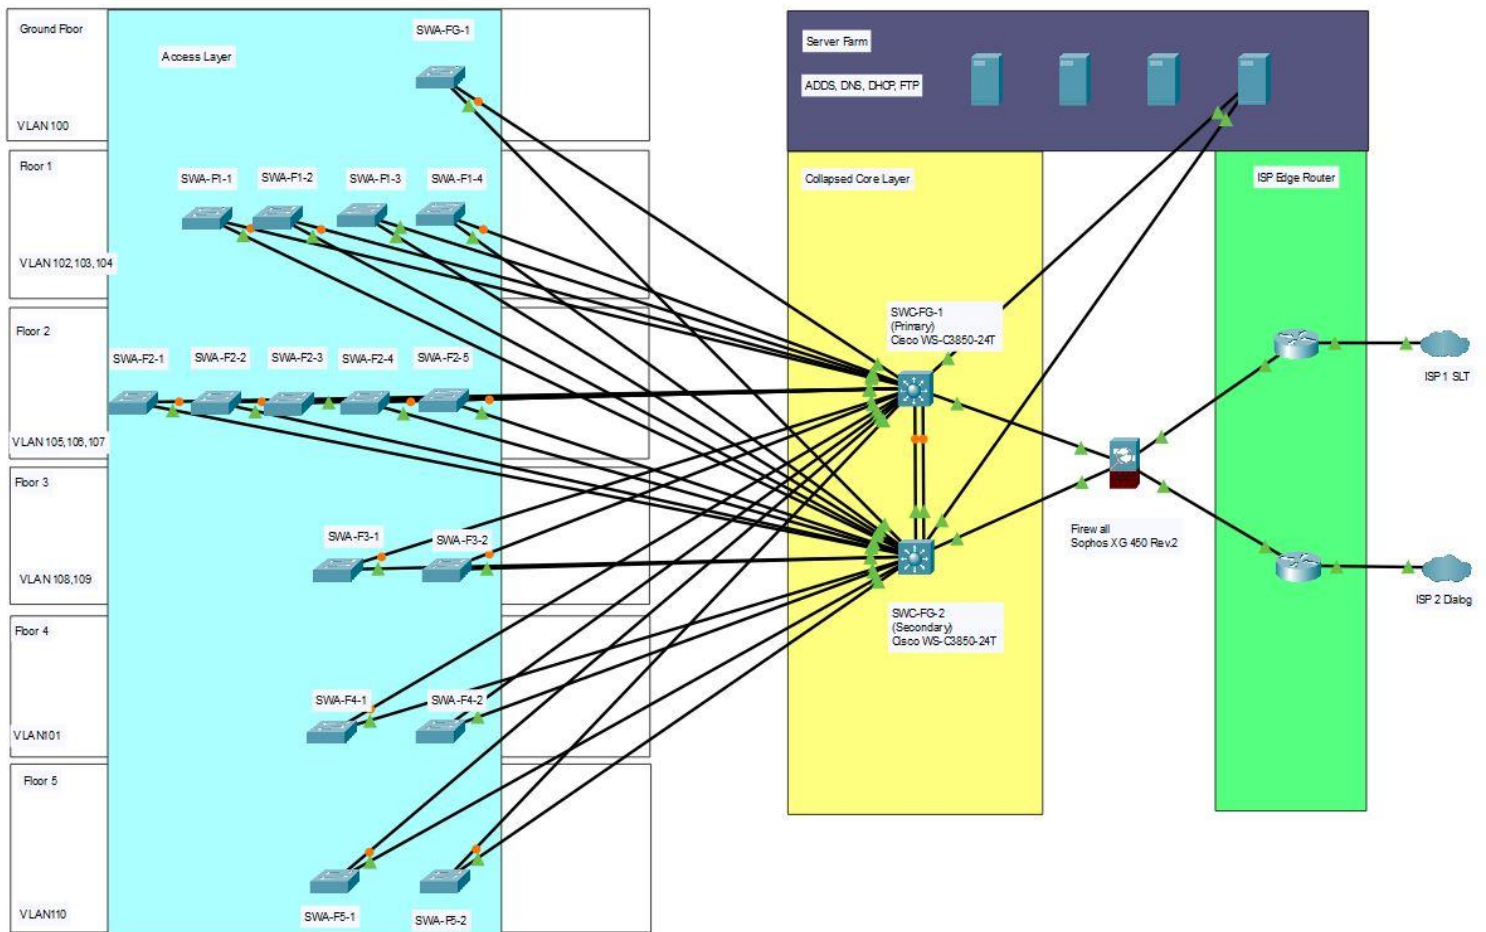 Ground Floor
Access Layer
SWA-FG-1
VLAN 100
Server Farm
ADDS, DNS, DHCP, FTP
Floor 1
SWA-F1-1
SWA-F1-2
SWA-F1-3
SWA-F1-4
VLAN 102,103,104
Collapsed Core Layer
ISP Edge Router
SWC-FG-1
(Primary)
Cisco WS-C3850-24T
Floor 2
SWA-F2-1
SWA-F2-2
SWA-F2-3
SWA-F2-4
SWA-F2-5
VLAN 105,106,107
ISP 1 SLT
Floor 3
SWA-F3-1
SWA-F3-2
VLAN 108,109
Firewall
Sophos XG 450 Rev.2
SWC-FG-2
(Secondary)
Cisco WS-C3850-24T
ISP 2 Dialog
Floor 4
SWA-F4-1
SWA-F4-2
VLAN101
Floor 5
VLAN110
SWA-F5-1
SWA-F5-2